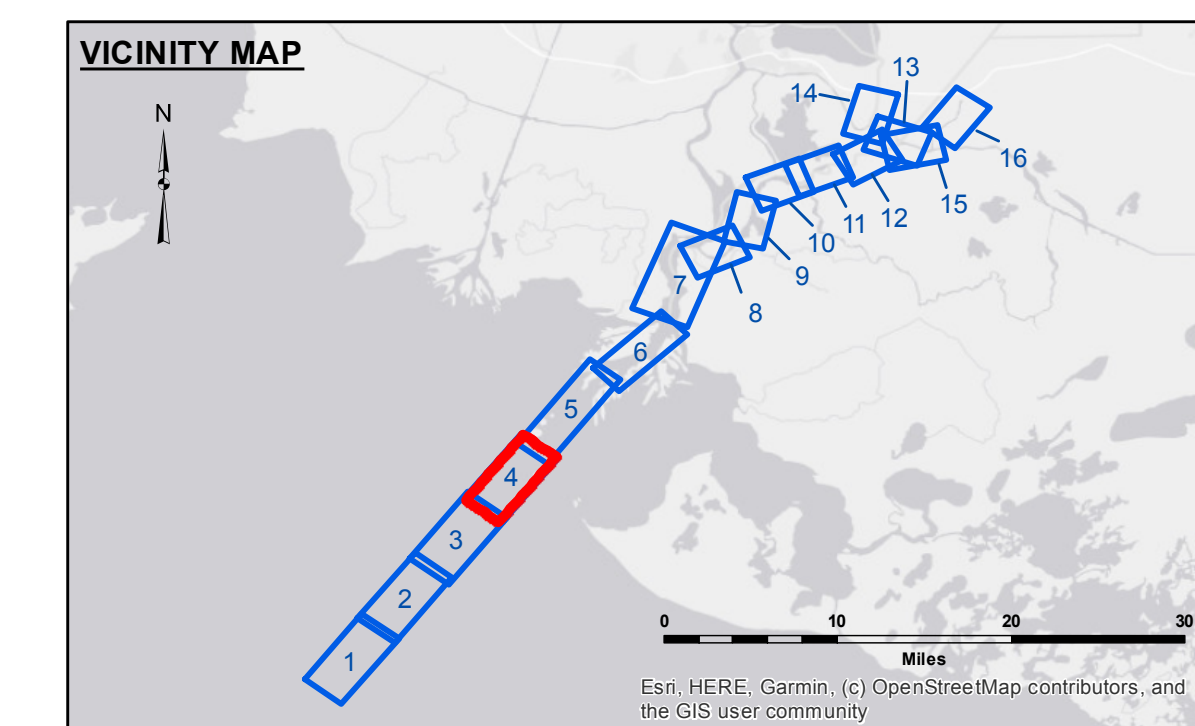 VICINITY MAP
N
13
14
16
15
12
11
10
9
8
7
6
5
4
3
2
1
0 10 20 30
Miles
Esri, HERE, Garmin, (c) OpenStreetMap contributors, and
the GIS user community